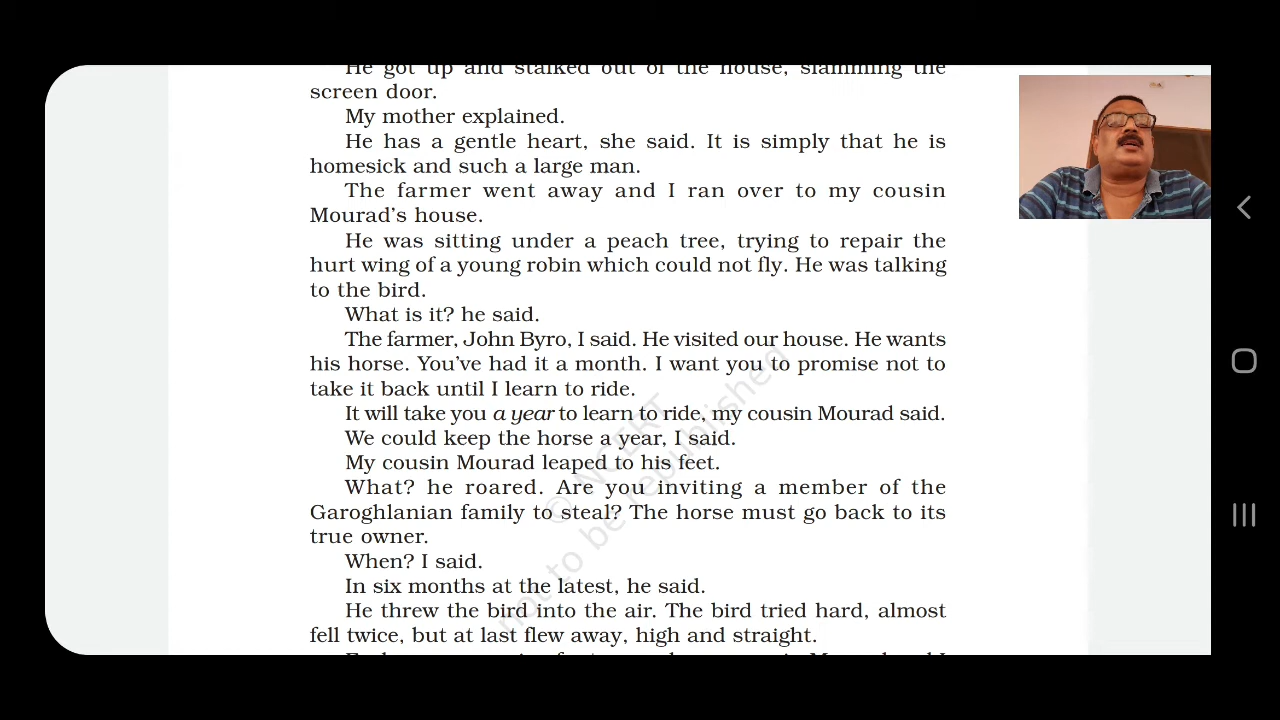 He got up and stalked out of the house, slamming the
screen door.
My mother explained.
He has a gentle heart, she said. It is simply that he is
homesick and such a large man.
The farmer went away and I ran over to my cousin
Mourad's house.
He was sitting under a peach tree, trying to repair the
hurt wing of a young robin which could not fly. He was talking
to the bird.
What is it? he said.
The farmer, John Byro, I said. He visited our house. He wants
his horse. You've had it a month. I want you to promise not to
take it back until I learn to ride.
It will take you a year to learn to ride, my cousin Mourad said.
We could keep the horse a year, I said.
My cousin Mourad leaped to his feet.
What? he roared. Are you inviting a member of the
Garoghlanian family to steal? The horse must go back to its
true owner.
When? I said.
In six months at the latest, he said.
He threw the bird into the air. The bird tried hard, almost
fell twice, but at last flew away, high and straight.
© NCERT
not to be republished